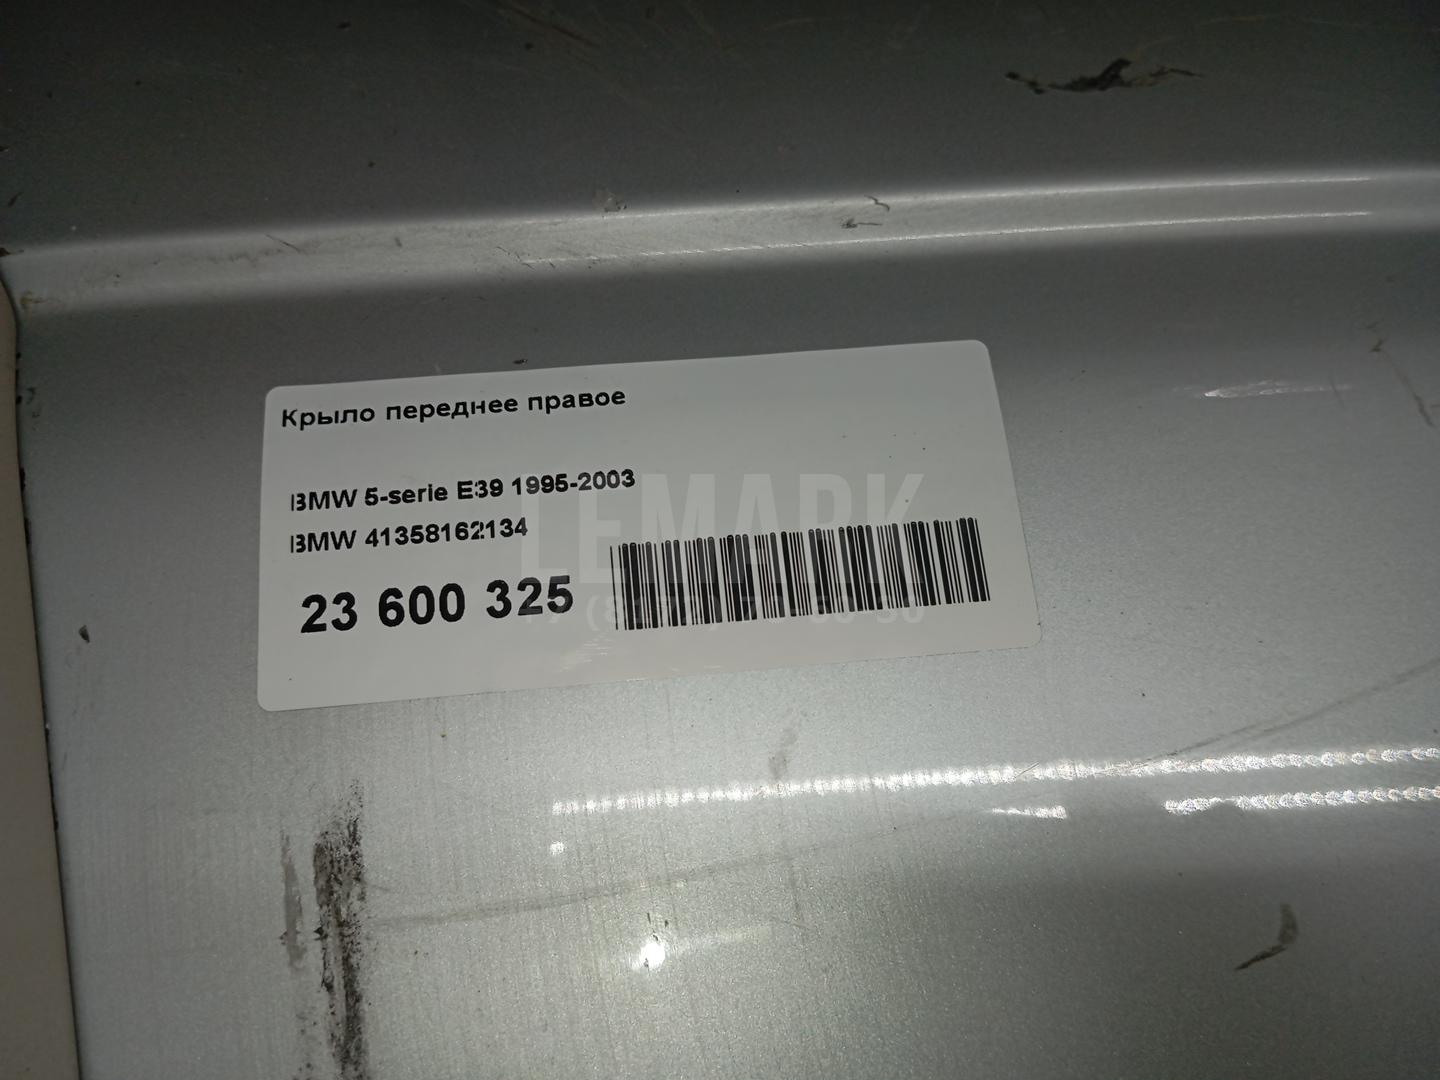 Крыло переднее правое
BMW 5-serie E39 1995-2003
BMW 41358162134
23 600 325
LEMARK